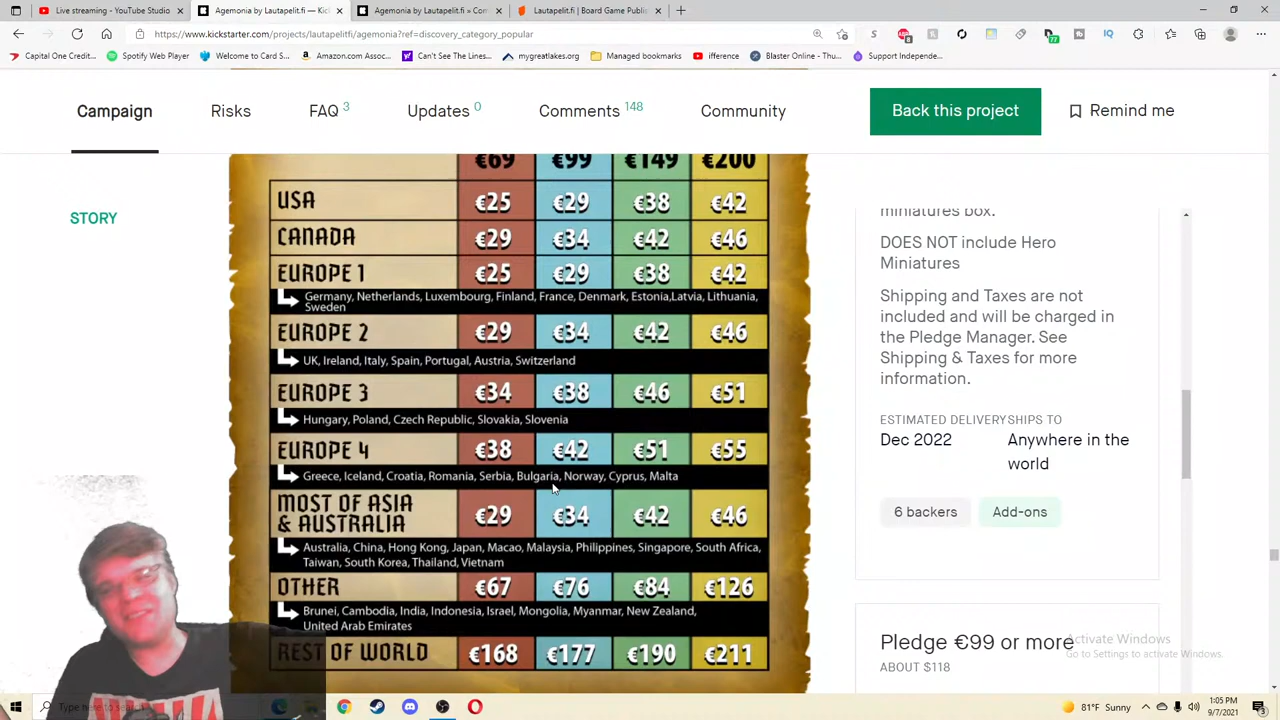 Live streaming - YouTube Studio
Agemonia by Lautapelit.fi — Kick
Agemonia by Lautapelit.fi » Com
Lautapelit.fi | Board Game Public
https://www.kickstarter.com/projects/lautapelitfi/agemonia?ref=discovery_category_popular
Capital One Credit...
Spotify Web Player
Welcome to Card S...
Amazon.com Assoc...
Can't See The Lines...
mygreatlakes.org
Managed bookmarks
ifference
Blaster Online - Thu...
Support Independe...
Campaign
Risks
FAQ 3
Updates 0
Comments 148
Community
Back this project
Remind me
STORY
€69 €99 €149 €200
USA €25 €29 €38 €42
CANADA €29 €34 €42 €46
EUROPE 1 €25 €29 €38 €42
Germany, Netherlands, Luxembourg, Finland, France, Denmark, Estonia,Latvia, Lithuania,
Sweden
EUROPE 2 €29 €34 €42 €46
UK, Ireland, Italy, Spain, Portugal, Austria, Switzerland
EUROPE 3 €34 €38 €46 €51
Hungary, Poland, Czech Republic, Slovakia, Slovenia
EUROPE 4 €38 €42 €51 €55
Greece, Iceland, Croatia, Romania, Serbia, Bulgaria, Norway, Cyprus, Malta
MOST OF ASIA
& AUSTRALIA €29 €34 €42 €46
Australia, China, Hong Kong, Japan, Macao, Malaysia, Philippines, Singapore, South Africa,
Taiwan, South Korea, Thailand, Vietnam
OTHER €67 €76 €84 €126
Brunei, Cambodia, India, Indonesia, Israel, Mongolia, Myanmar, New Zealand,
United Arab Emirates
REST OF WORLD €168 €177 €190 €211
miniatures box.
DOES NOT include Hero
Miniatures
Shipping and Taxes are not
included and will be charged in
the Pledge Manager. See
Shipping & Taxes for more
information.
ESTIMATED DELIVERY
Dec 2022
SHIPS TO
Anywhere in the
world
6 backers
Add-ons
Pledge €99 or more
ABOUT $118
Activate Windows
Go to Settings to activate Windows.
Type here to search
81°F Sunny
1:05 PM
9/7/2021